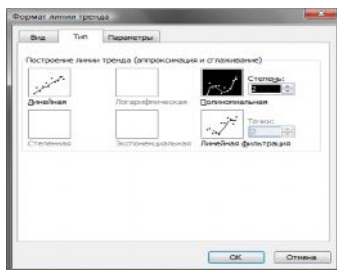 Формат линии тренда
Вид Тип Параметры
Построение линии тренда (аппроксимация и сглаживание)
Линейная Логарифмическая Полиномиальная Степень: 2
Степенная Экспоненциальная Линейная фильтрация Точки: 2
ОК Отмена